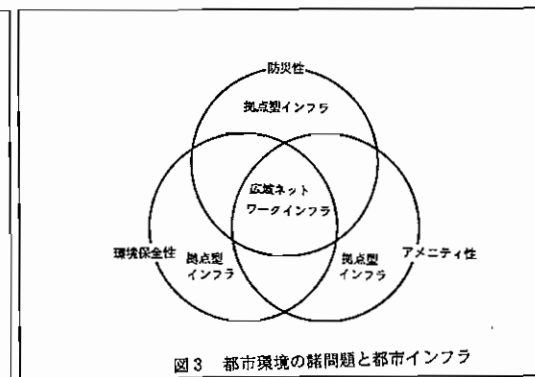 防災性
拠点型インフラ
広域ネット
ワークインフラ
環境保全性
拠点型
インフラ
拠点型
インフラ
アメニティ性
図3 都市環境の諸問題と都市インフラ